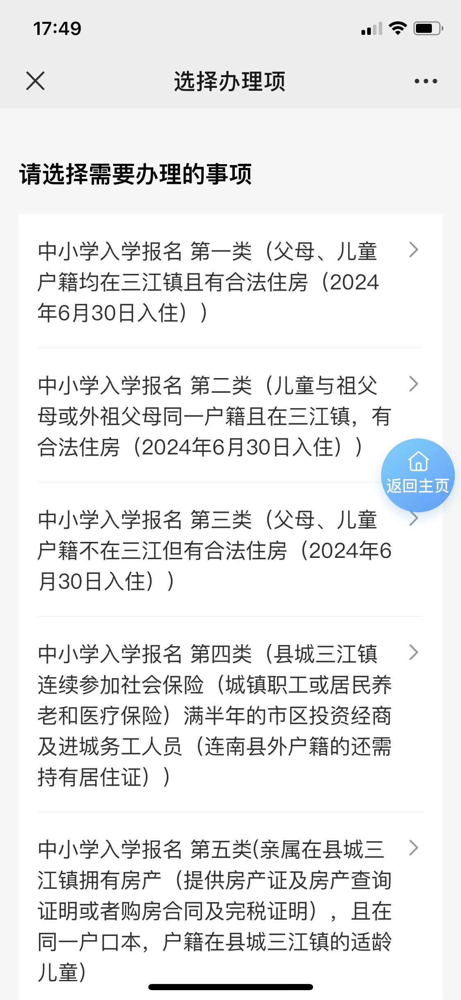 17:49
选择办理项
请选择需要办理的事项
中小学入学报名 第一类（父母、儿童
户籍均在三江镇且有合法住房（2024
年6月30日入住））
中小学入学报名 第二类（儿童与祖父
母或外祖父母同一户籍且在三江镇，有
合法住房（2024年6月30日入住））
返回主页
中小学入学报名 第三类（父母、儿童
户籍不在三江但有合法住房（2024年6
月30日入住））
中小学入学报名 第四类（县城三江镇
连续参加社会保险（城镇职工或居民养
老和医疗保险）满半年的市区投资经商
及进城务工人员（连南县外户籍的还需
持有居住证））
中小学入学报名 第五类(亲属在县城三
江镇拥有房产（提供房产证及房产查询
证明或者购房合同及完税证明），且在
同一户口本，户籍在县城三江镇的适龄
儿童)